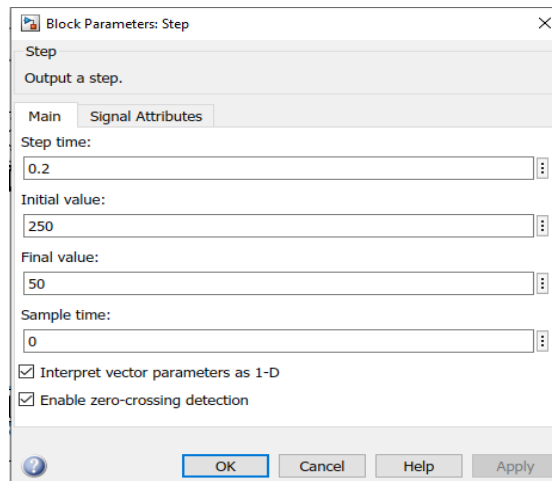 Block Parameters: Step
Step
Output a step.
Main Signal Attributes
Step time:
0.2
Initial value:
250
Final value:
50
Sample time:
0
Interpret vector parameters as 1-D
Enable zero-crossing detection
OK Cancel Help Apply